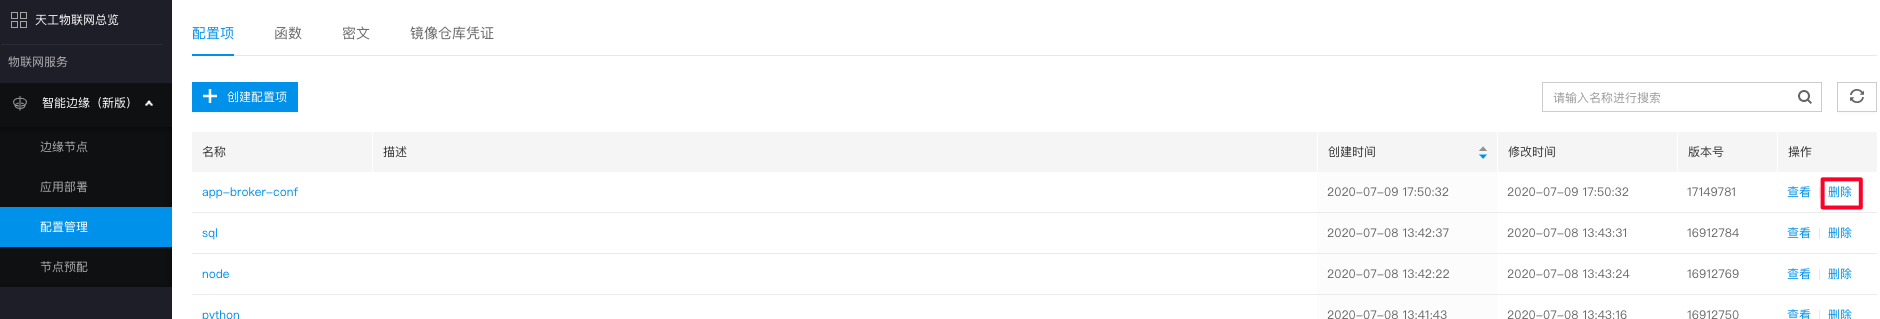 天工物联网总览
物联网服务
智能边缘（新版）
边缘节点
应用部署
配置管理
节点预配
配置项 函数 密文 镜像仓库凭证
创建配置项 请输入名称进行搜索
名称 描述 创建时间 修改时间 版本号 操作
app-broker-conf 2020-07-09 17:50:32 2020-07-09 17:50:32 17149781 查看 删除
sql 2020-07-08 13:42:37 2020-07-08 13:43:31 16912784 查看 删除
node 2020-07-08 13:42:22 2020-07-08 13:43:24 16912769 查看 删除
python 2020-07-08 13:41:43 2020-07-08 13:43:16 16912750 查看 删除